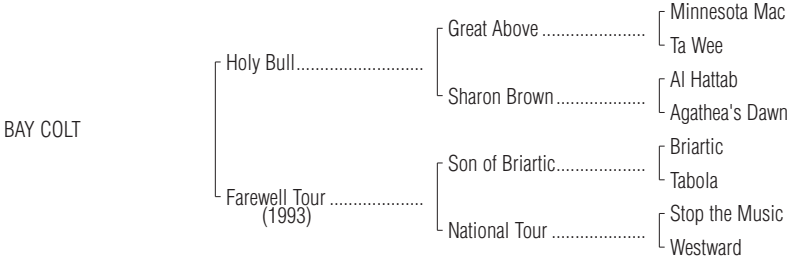 Minnesota Mac
Great Above ......................
Ta Wee
Holy Bull...........................
Al Hattab
Sharon Brown ...................
Agathea's Dawn
BAY COLT
Briartic
Son of Briartic...................
Tabola
Farewell Tour ....................
(1993)
Stop the Music
National Tour ....................
Westward